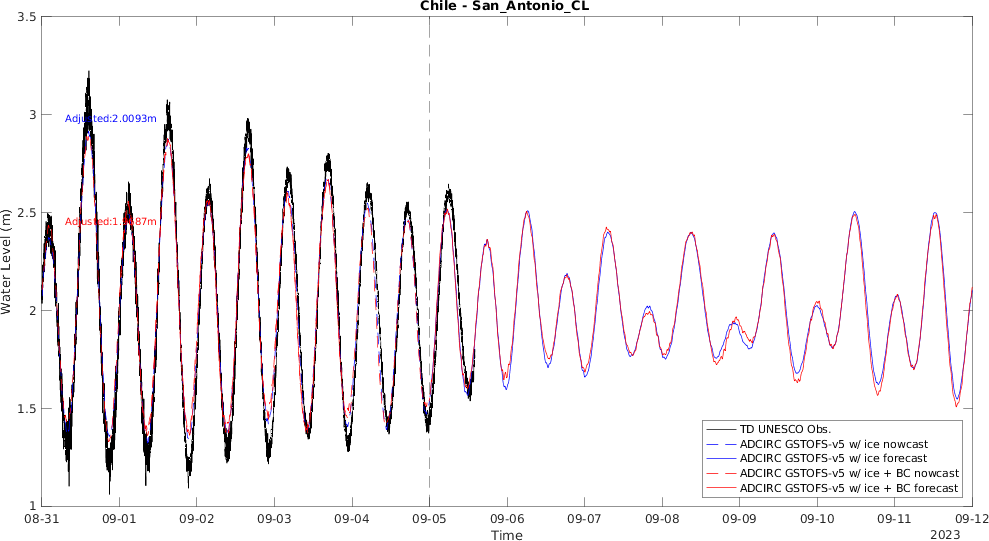 Chile - San_Antonio_CL
3.5
3
2.5
2
1.5
1
Water Level (m)
Adjusted:2.0093m
08-31
09-01
09-02
09-03
09-04
09-05
09-06
09-07
09-08
09-09
09-10
09-11
09-12
Time
2023
TD UNESCO Obs.
ADCIRC GSTOFS-v5 w/ ice nowcast
ADCIRC GSTOFS-v5 w/ ice forecast
ADCIRC GSTOFS-v5 w/ ice + BC nowcast
ADCIRC GSTOFS-v5 w/ ice + BC forecast